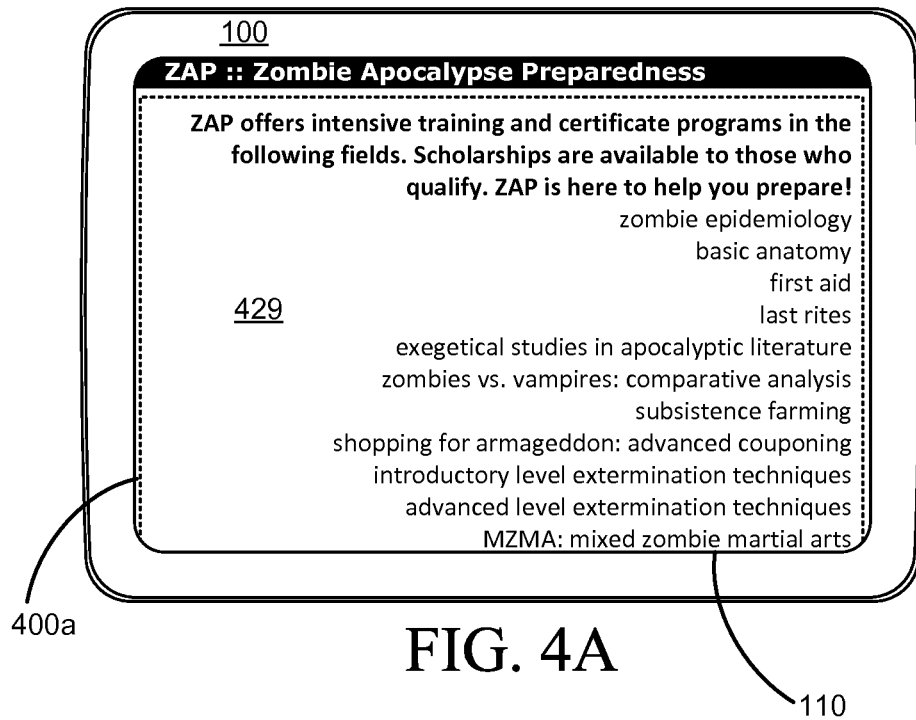 100
ZAP :: Zombie Apocalypse Preparedness
ZAP offers intensive training and certificate programs in the
following fields. Scholarships are available to those who
qualify. ZAP is here to help you prepare!
zombie epidemiology
basic anatomy
first aid
429
last rites
exegetical studies in apocalyptic literature
zombies vs. vampires: comparative analysis
subsistence farming
shopping for armageddon: advanced couponing
introductory level extermination techniques
advanced level extermination techniques
MZMA: mixed zombie martial arts
400a
FIG. 4A
110